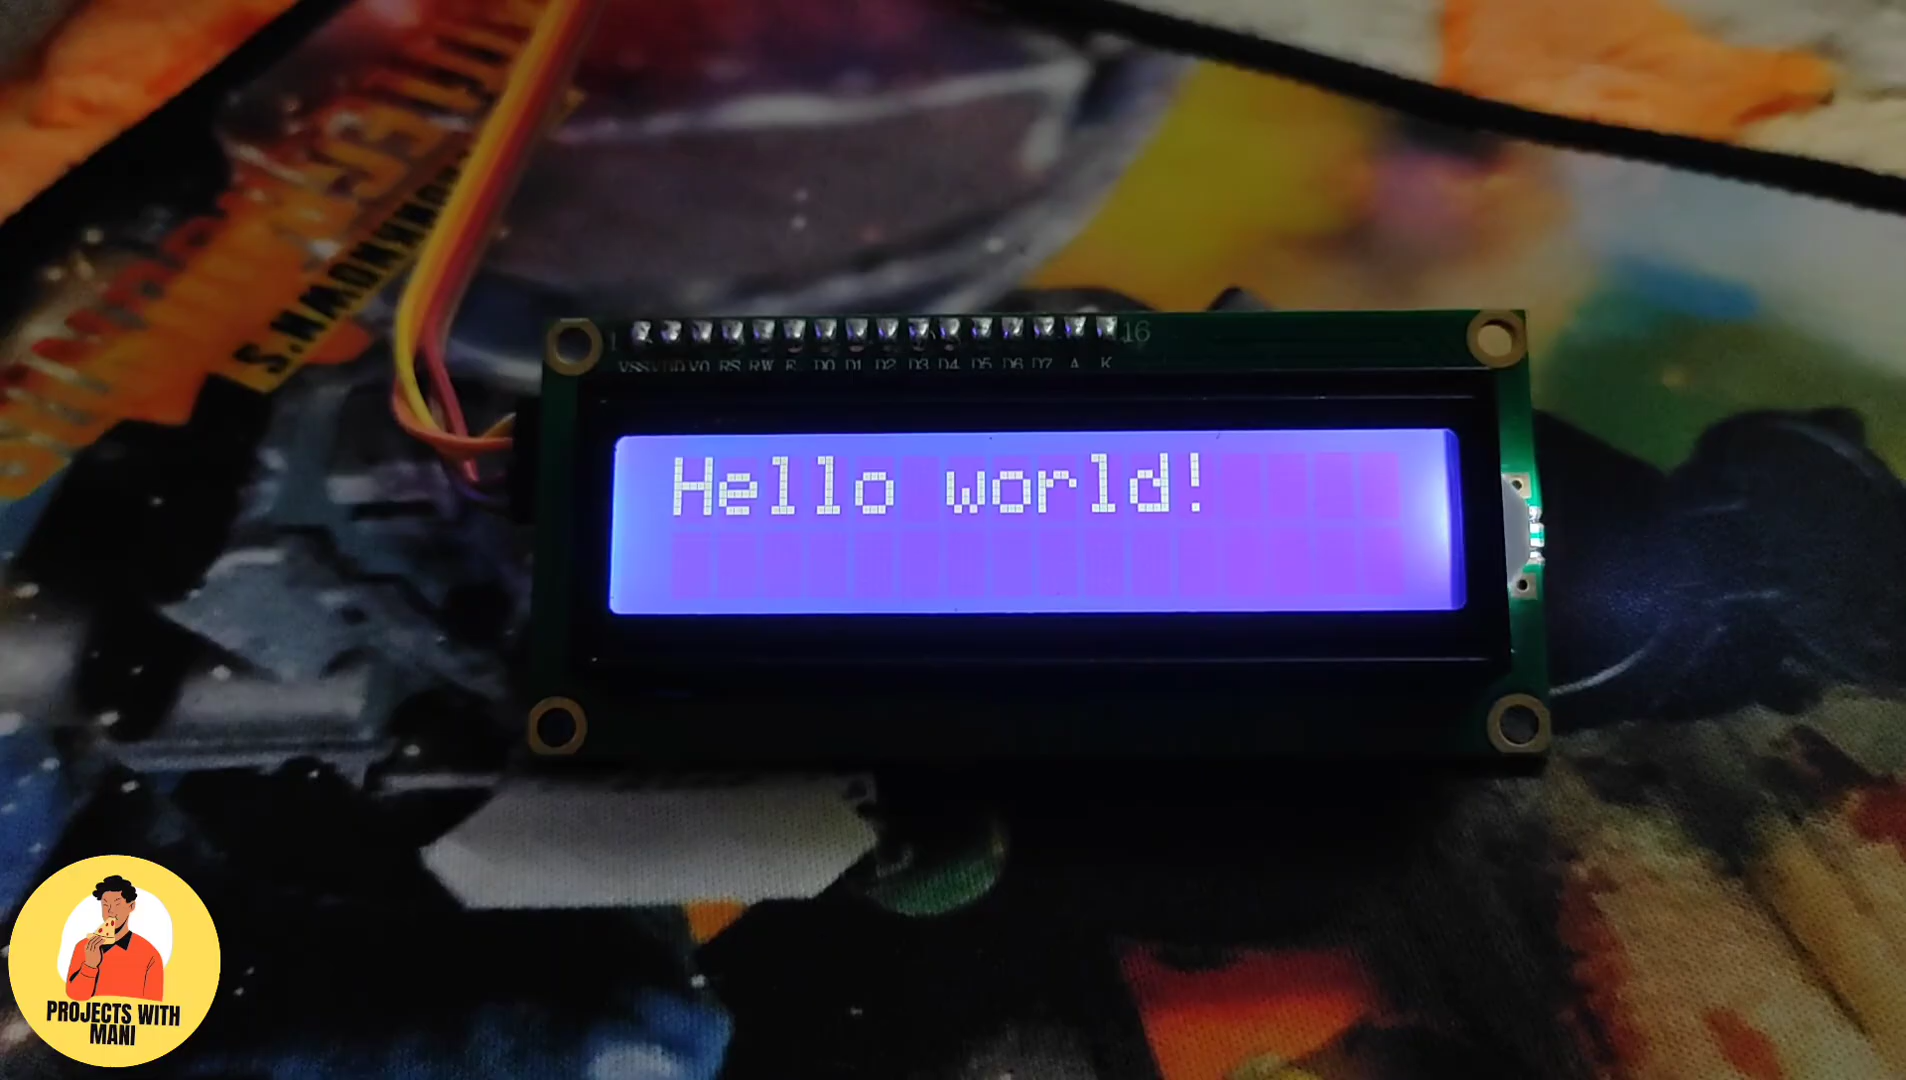 S.NWONKNOWN
16
VSS VDD V0 RS RW E D0 D1 D2 D3 D4 D5 D6 D7 A K
Hello world!
PROJECTS WITH
MANI